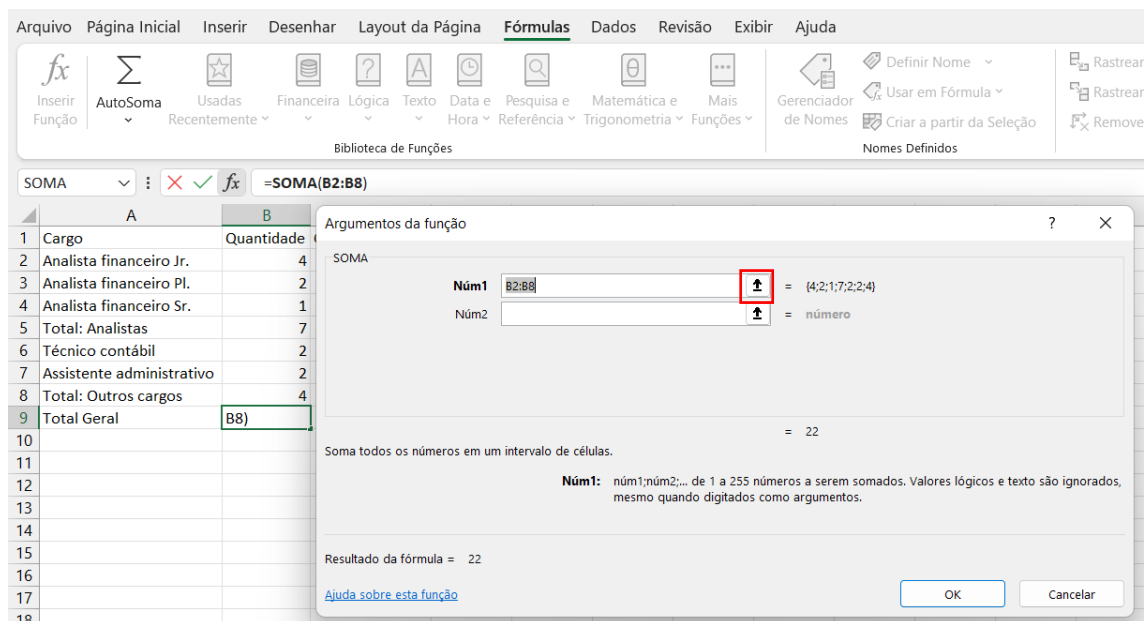 Arquivo Página Inicial Inserir Desenhar Layout da Página Fórmulas Dados Revisão Exibir Ajuda
fx Inserir Função
Σ AutoSoma
Usadas Recentemente
Financeira
? Lógica
A Texto
Data e Hora
Pesquisa e Referência
θ Matemática e Trigonometria
Mais Funções
Biblioteca de Funções
Gerenciador de Nomes
Definir Nome
fx Usar em Fórmula
Criar a partir da Seleção
Nomes Definidos
Rastrear
Rastrear
Remove
SOMA fx =SOMA(B2:B8)
A B
1 Cargo Quantidade
2 Analista financeiro Jr. 4
3 Analista financeiro Pl. 2
4 Analista financeiro Sr. 1
5 Total: Analistas 7
6 Técnico contábil 2
7 Assistente administrativo 2
8 Total: Outros cargos 4
9 Total Geral B8)
10
11
12
13
14
15
16
17
18
Argumentos da função ? X
SOMA
Núm1 B2:B8 = {4;2;1;7;2;2;4}
Núm2 = número
= 22
Soma todos os números em um intervalo de células.
Núm1: núm1;núm2;... de 1 a 255 números a serem somados. Valores lógicos e texto são ignorados,
mesmo quando digitados como argumentos.
Resultado da fórmula = 22
Ajuda sobre esta função OK Cancelar